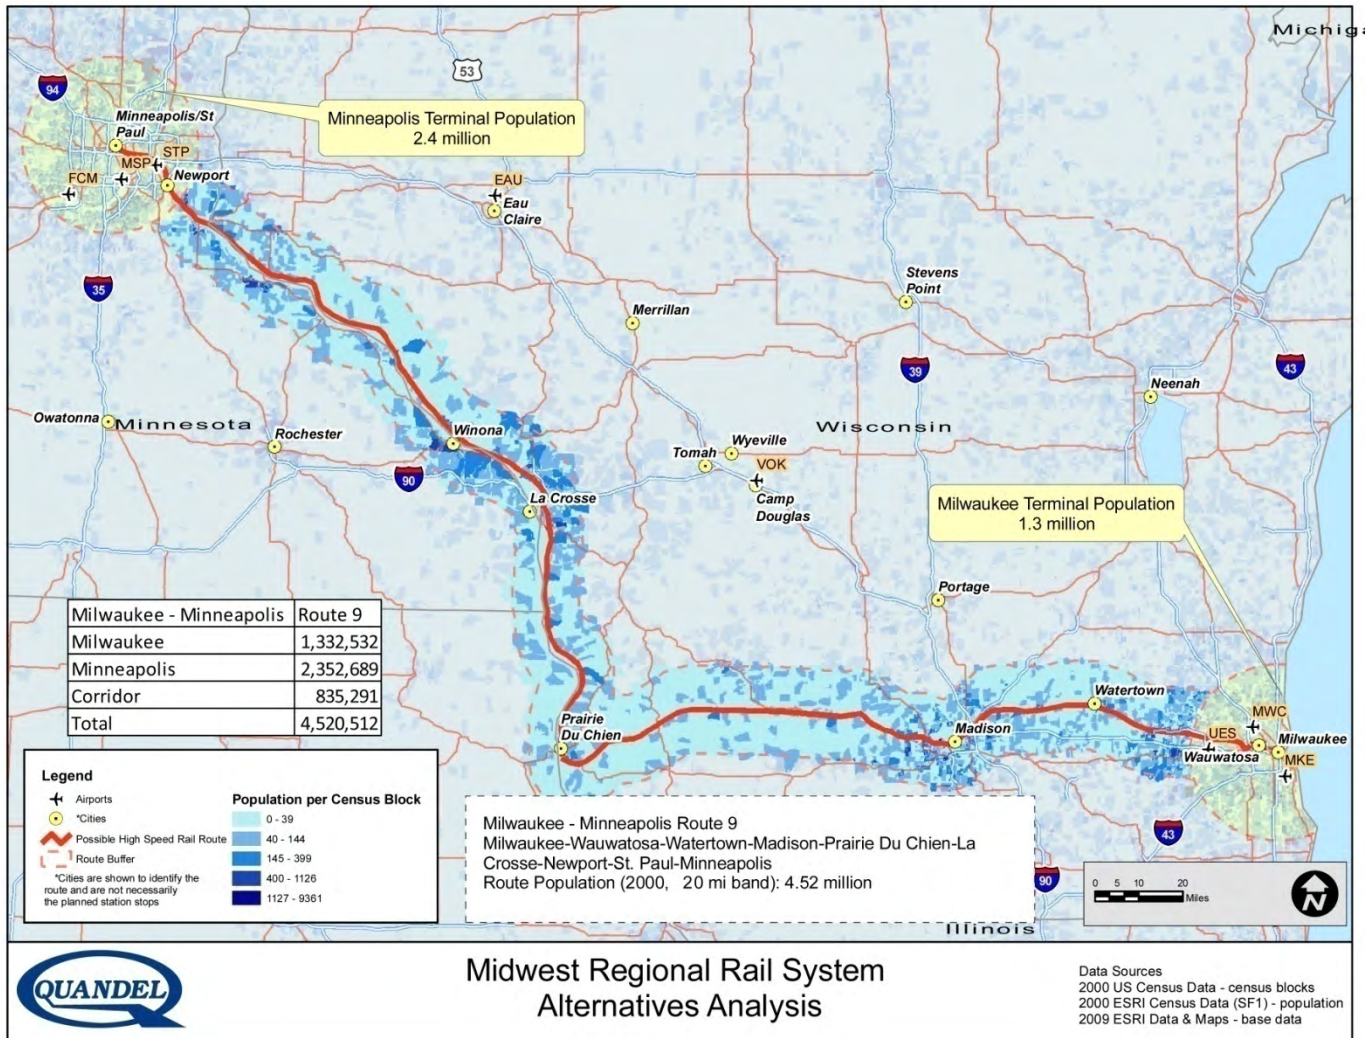 Michiga
94
53
Minneapolis Terminal Population
2.4 million
Minneapolis/St
Paul
STP
MSP
FCM
Newport
EAU
Eau
Claire
35
Stevens
Point
Merrillan
39
43
Neenah
Owatonna
Minnesota
Rochester
Winona
Wisconsin
Wyeville
Tomah
VOK
90
Camp
Douglas
La Crosse
Milwaukee Terminal Population
1.3 million
Portage
Milwaukee - Minneapolis Route 9
Milwaukee 1,332,532
Minneapolis 2,352,689
Corridor 835,291
Total 4,520,512
Prairie
Du Chien
Madison
Watertown
MWC
UES
Milwaukee
Wauwatosa
MKE
43
90
Illinois
Legend
Airports
*Cities
Possible High Speed Rail Route
Route Buffer
*Cities are shown to identify the
route and are not necessarily
the planned station stops
Population per Census Block
0 - 39
40 - 144
145 - 399
400 - 1126
1127 - 9361
Milwaukee - Minneapolis Route 9
Milwaukee-Wauwatosa-Watertown-Madison-Prairie Du Chien-La
Crosse-Newport-St. Paul-Minneapolis
Route Population (2000, 20 mi band): 4.52 million
0 5 10 20
Miles
N
QUANDEL
Midwest Regional Rail System
Alternatives Analysis
Data Sources
2000 US Census Data - census blocks
2000 ESRI Census Data (SF1) - population
2009 ESRI Data & Maps - base data